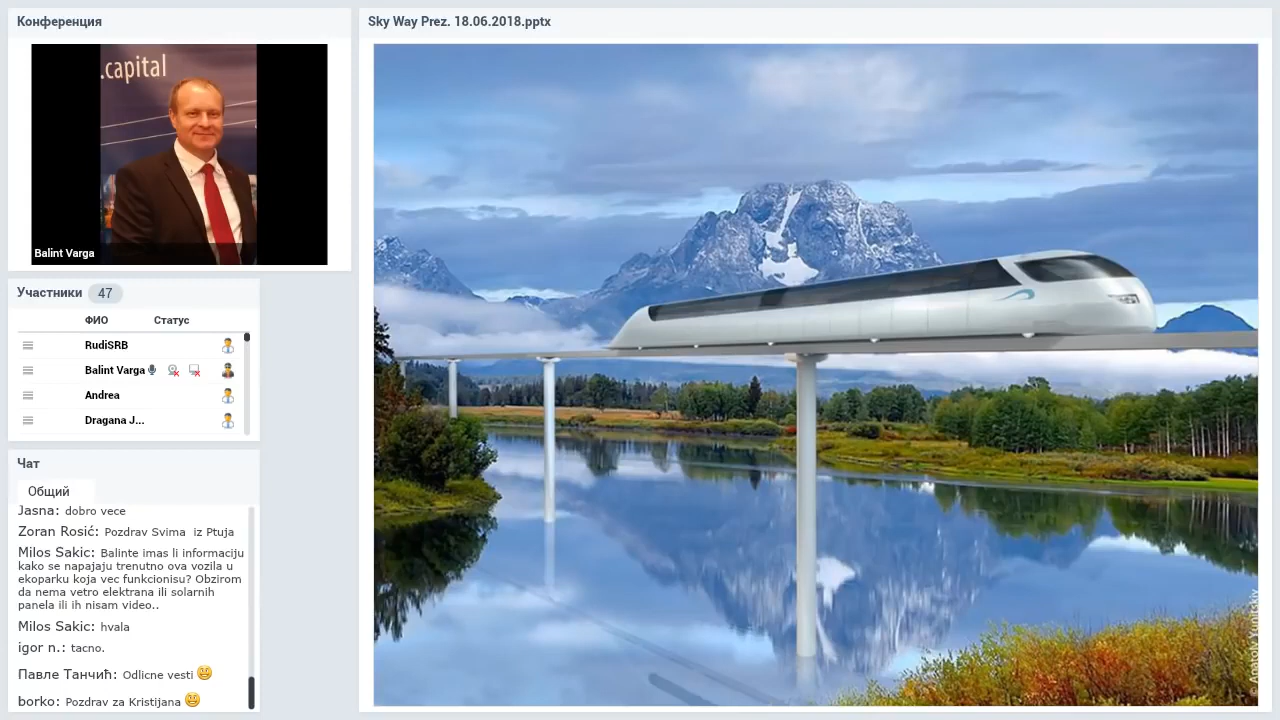 Конференция
.capital
Balint Varga
Участники 47
ФИО Статус
RudiSRB
Balint Varga
Andrea
Dragana J...
Чат
Общий
Jasna: dobro vece
Zoran Rosić: Pozdrav Svima iz Ptuja
Milos Sakic: Balinte imas li informaciju
kako se napajaju trenutno ova vozila u
ekoparku koja vec funkcionisu? Obzirom
da nema vetro elektrana ili solarnih
panela ili ih nisam video..
Milos Sakic: hvala
igor n.: tacno.
Павле Танчић: Odlicne vesti
borko: Pozdrav za Kristijana
Sky Way Prez. 18.06.2018.pptx
© Anatoly Yunitskiy